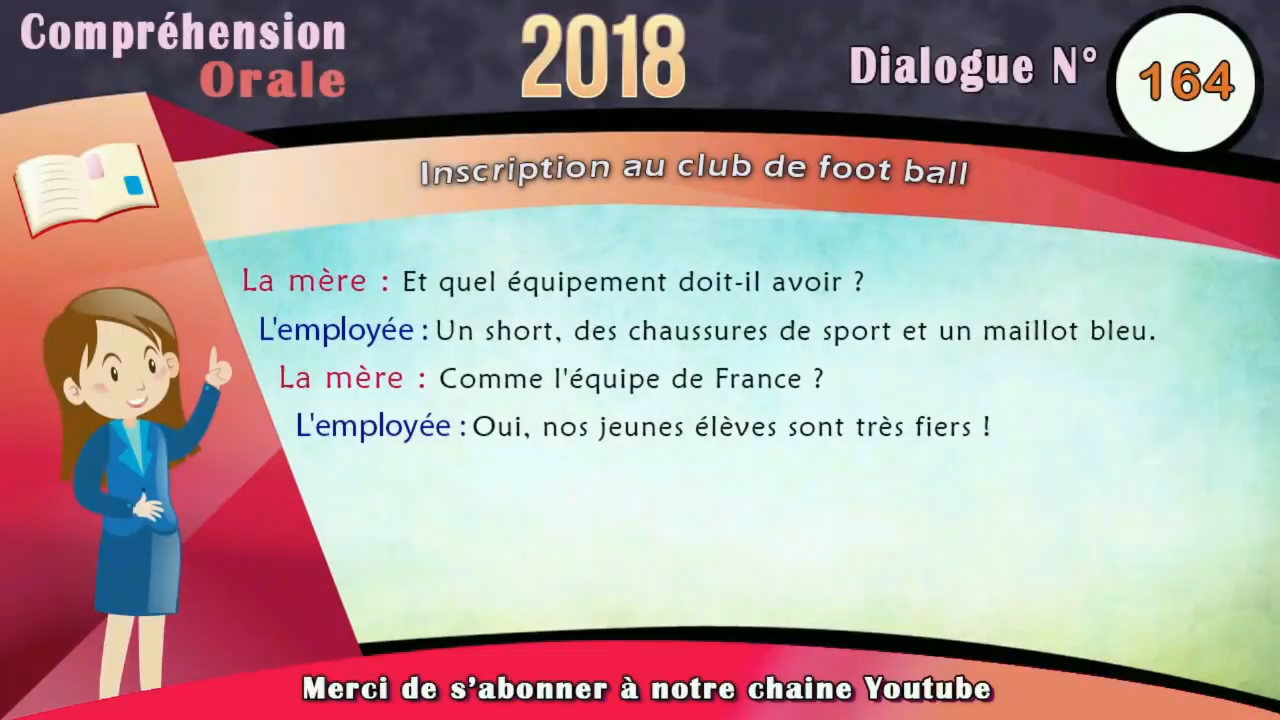 Compréhension
Orale
2018
Dialogue N° 164
Inscription au club de foot ball
La mère : Et quel équipement doit-il avoir ?
L'employée : Un short, des chaussures de sport et un maillot bleu.
La mère : Comme l'équipe de France ?
L'employée : Oui, nos jeunes élèves sont très fiers !
Merci de s'abonner à notre chaine Youtube